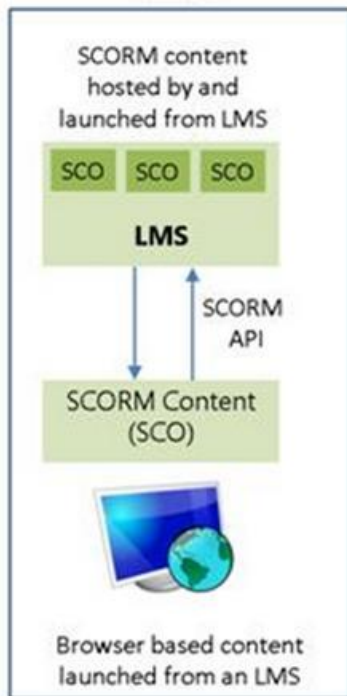 SCORM content
hosted by and
launched from LMS
SCO SCO SCO
LMS
SCORM
API
SCORM Content
(SCO)
Browser based content
launched from an LMS